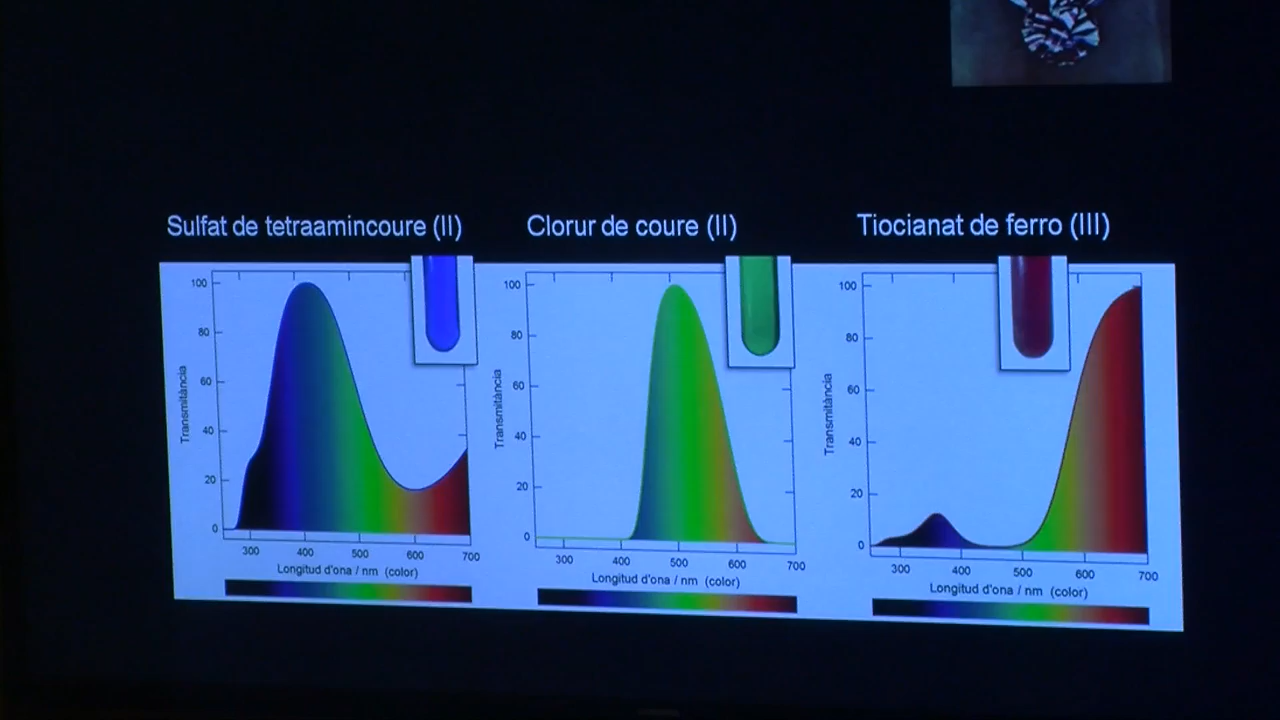 Sulfat de tetraamincoure (II)
Clorur de coure (II)
Tiocianat de ferro (III)
Transmitància
100
80
60
40
20
0
300 400 500 600 700
Longitud d'ona / nm (color)
Transmitància
100
80
60
40
20
0
300 400 500 600 700
Longitud d'ona / nm (color)
Transmitància
100
80
60
40
20
0
300 400 500 600 700
Longitud d'ona / nm (color)